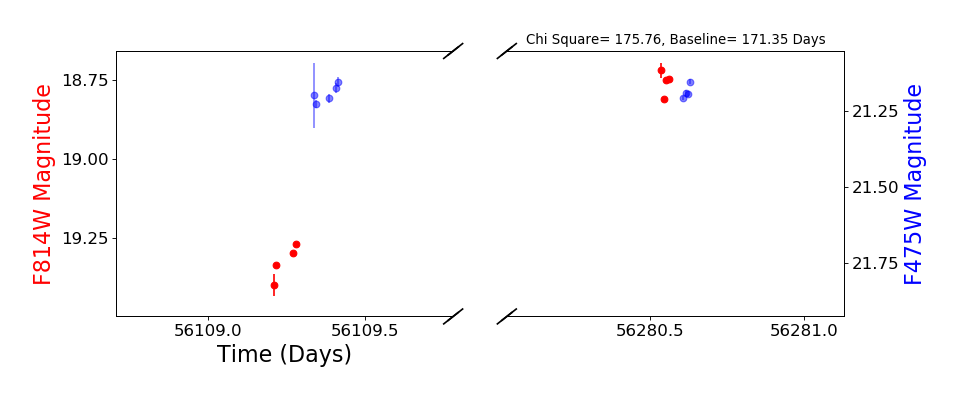 Chi Square= 175.76, Baseline= 171.35 Days
F814W Magnitude
18.75
19.00
19.25
21.25
21.50
21.75
F475W Magnitude
56109.0 56109.5 56280.5 56281.0
Time (Days)